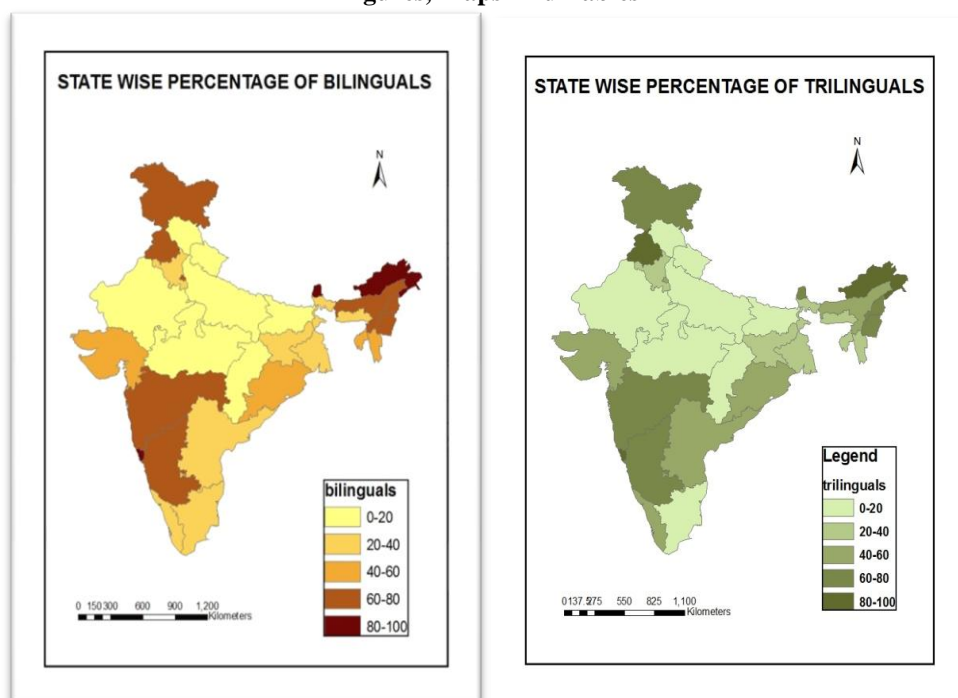 STATE WISE PERCENTAGE OF BILINGUALS
N
bilinguals
0-20
20-40
40-60
60-80
80-100
0 150 300 600 900 1,200
Kilometers
STATE WISE PERCENTAGE OF TRILINGUALS
N
Legend
trilinguals
0-20
20-40
40-60
60-80
80-100
550 825 1,100
Kilometers